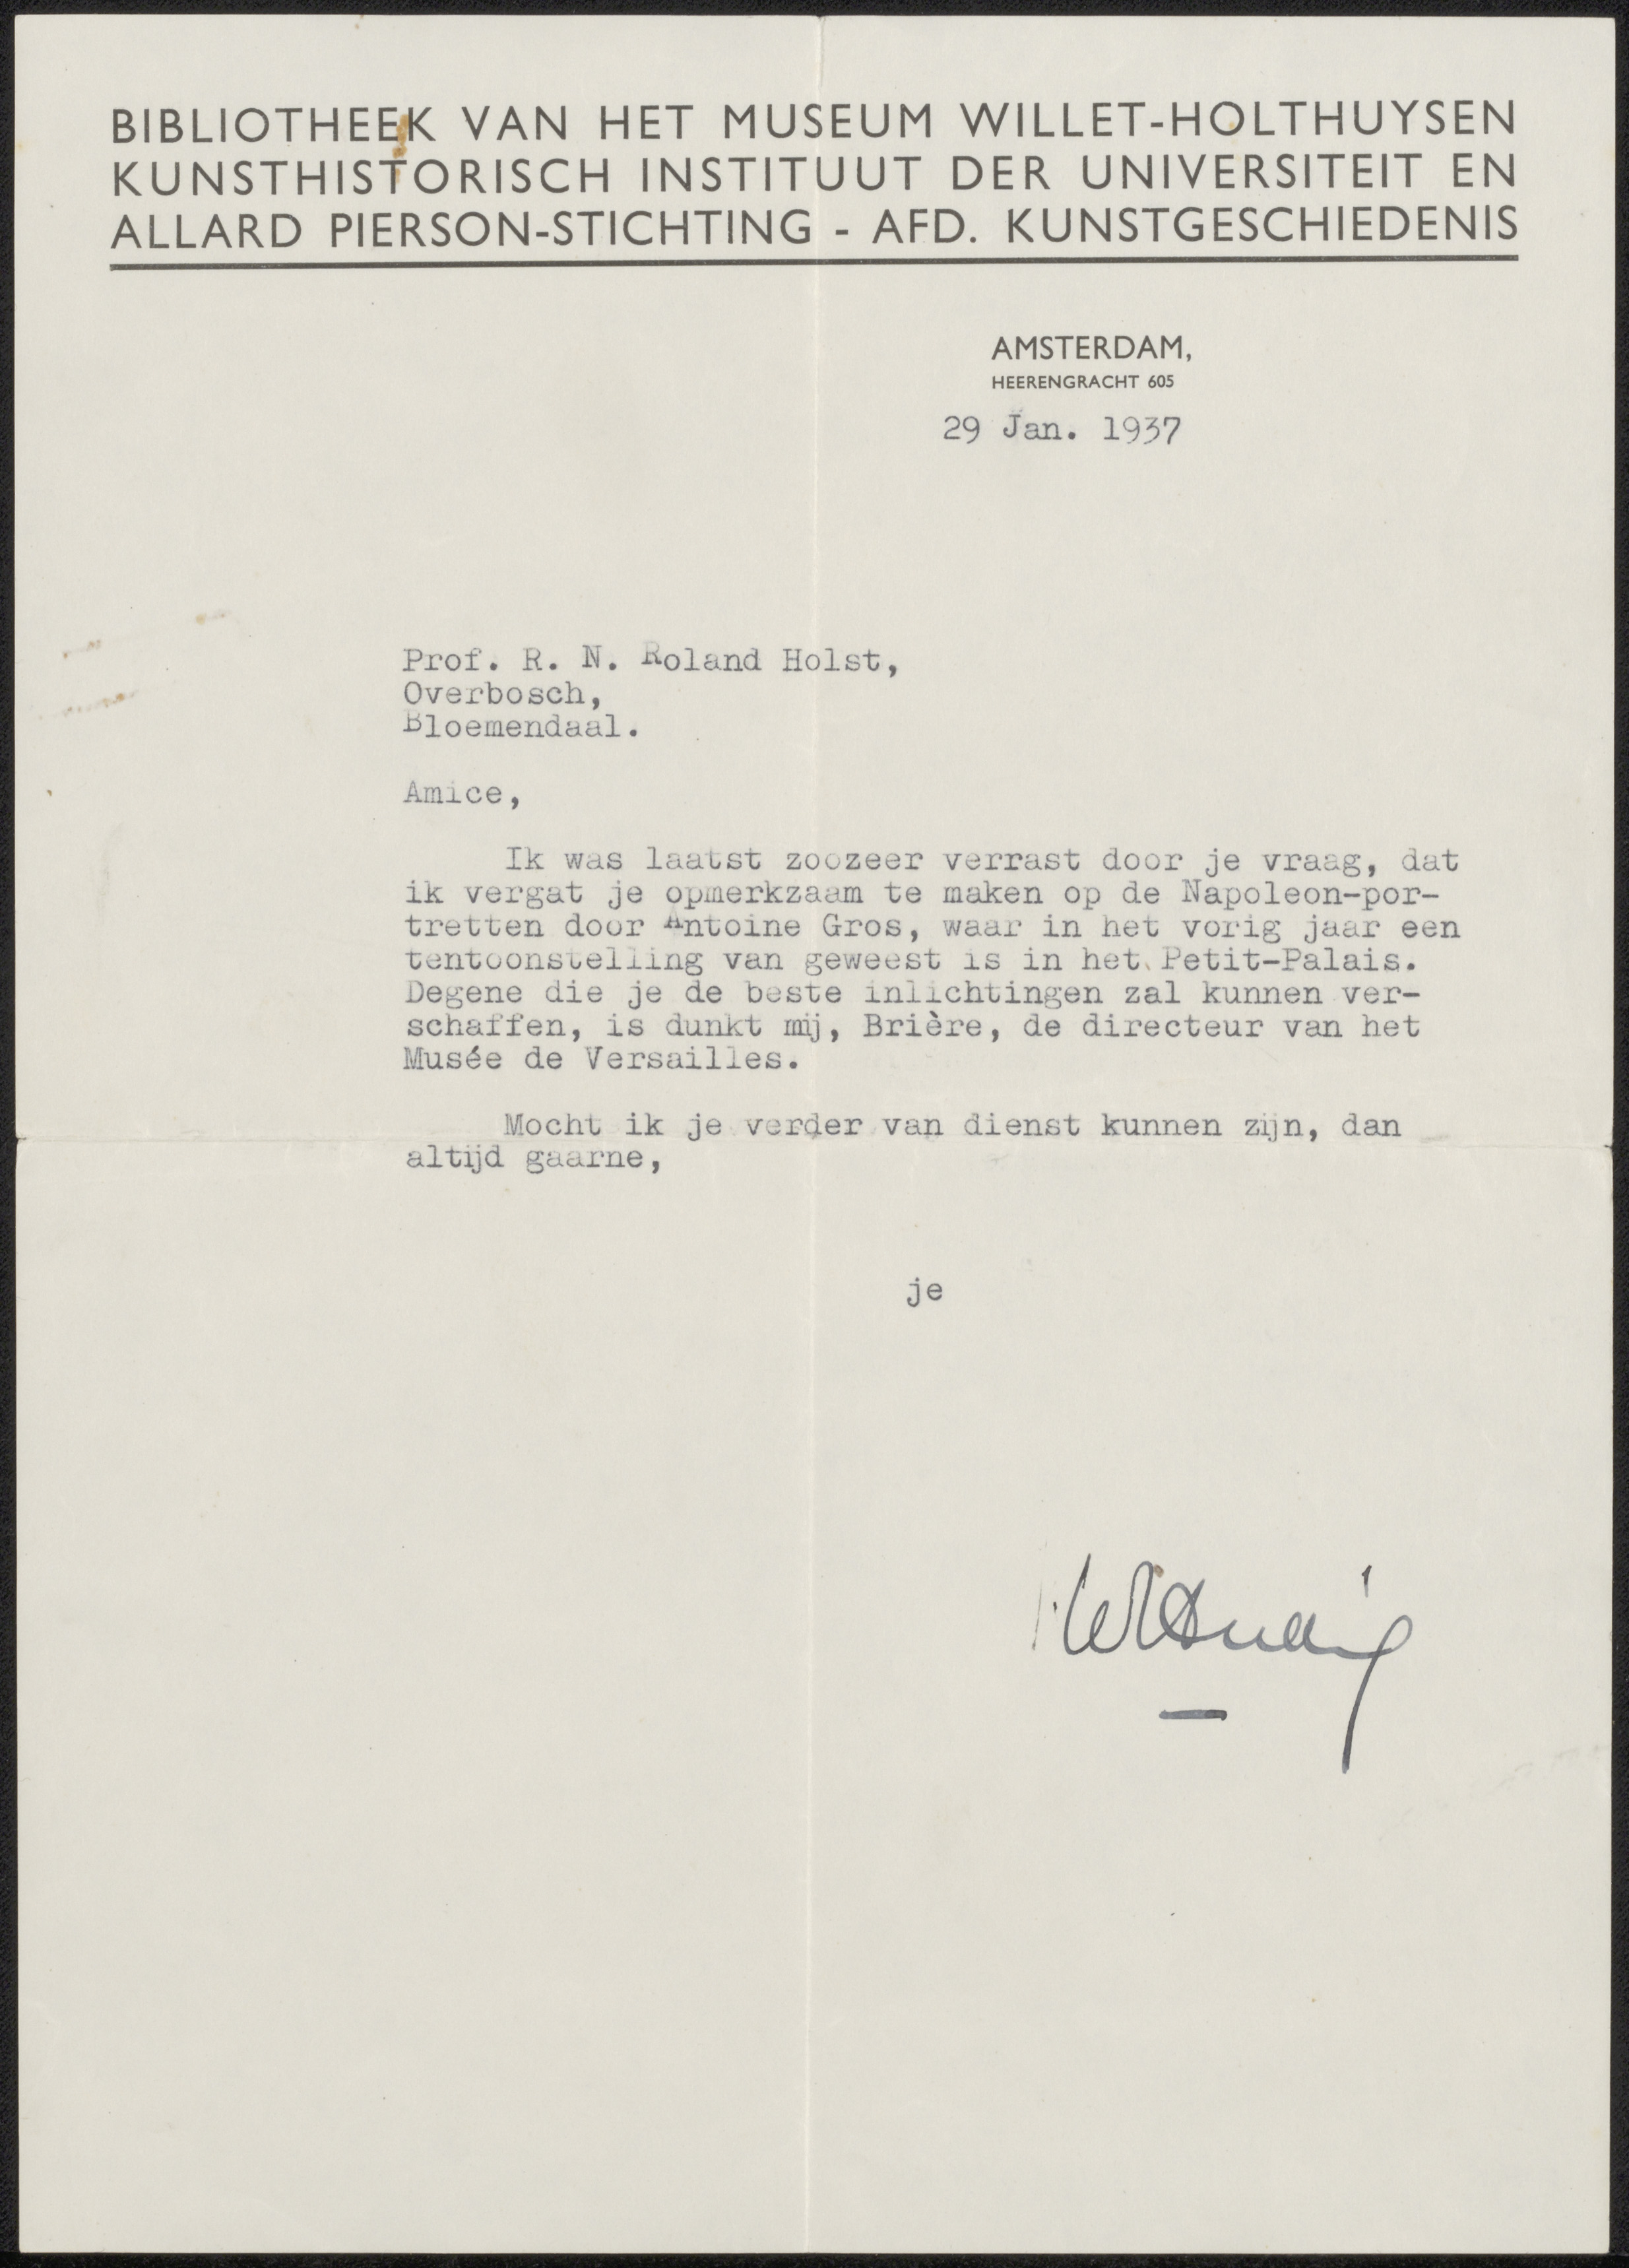 BIBLIOTHEEK VAN HET MUSEUM WILLET-HOLTHUYSEN
KUNSTHISTORISCH INSTITUUT DER UNIVERSITEIT EN
ALLARD PIERSON-STICHTING - AFD. KUNSTGESCHIEDENIS
AMSTERDAM,
HEERENGRACHT 605
29 Jan. 1937
Prof. R. N. Roland Holst,
Overbosch,
Bloemendaal.
Amice,
Ik was laatst zoozeer verrast door je vraag, dat
ik vergat je opmerkzaam te maken op de Napoleon-por-
tretten door Antoine Gros, waar in het vorig jaar een
tentoonstelling van geweest is in het Petit-Palais.
Degene die je de beste inlichtingen zal kunnen ver-
schaffen, is dunkt mij, Brière, de directeur van het
Musée de Versailles.
Mocht ik je verder van dienst kunnen zijn, dan
altijd gaarne,
je